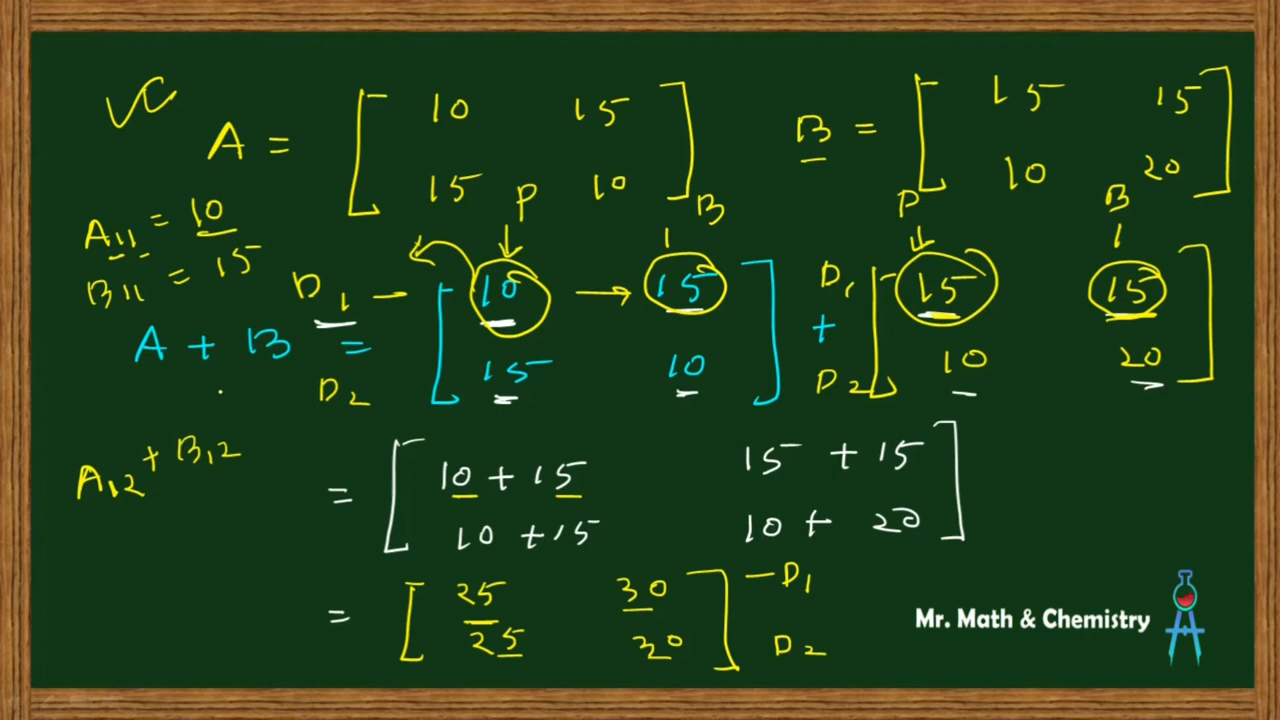 A = [ 10 15 B = [ 15 15
15 10 ] 10 20 ]
A11 = 10 P B P B
B11 = 15 D1 – [ 10 → 15 ] D1 [ 15 15 ]
A + B = +
D2 15 10 D2 10 20
A12 + B12 = [ 10 + 15 15 + 15 ]
10 + 15 10 + 20
= [ 25 30 ] – D1
25 30 D2
Mr. Math & Chemistry